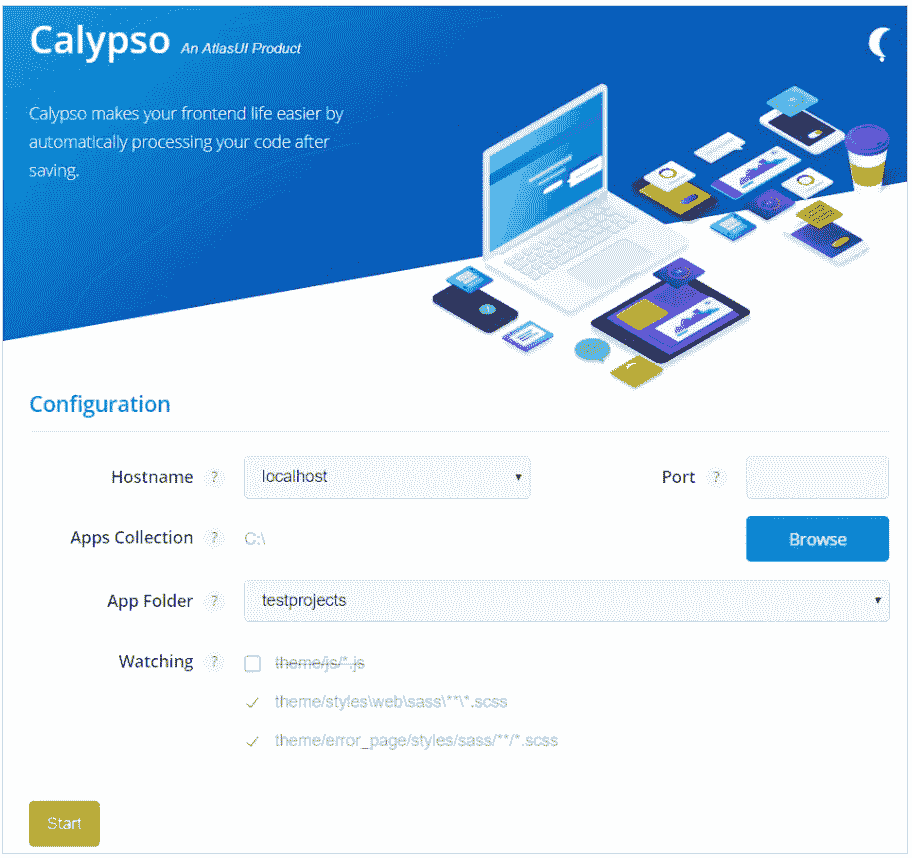 Calypso An AtlasUI Product
Calypso makes your frontend life easier by
automatically processing your code after
saving.
Configuration
Hostname ? localhost Port ?
Apps Collection ? C:\ Browse
App Folder ? testprojects
Watching ? theme/js/*.js
theme/styles\web\sass\**\*.scss
theme/error_page/styles/sass/**/*.scss
Start